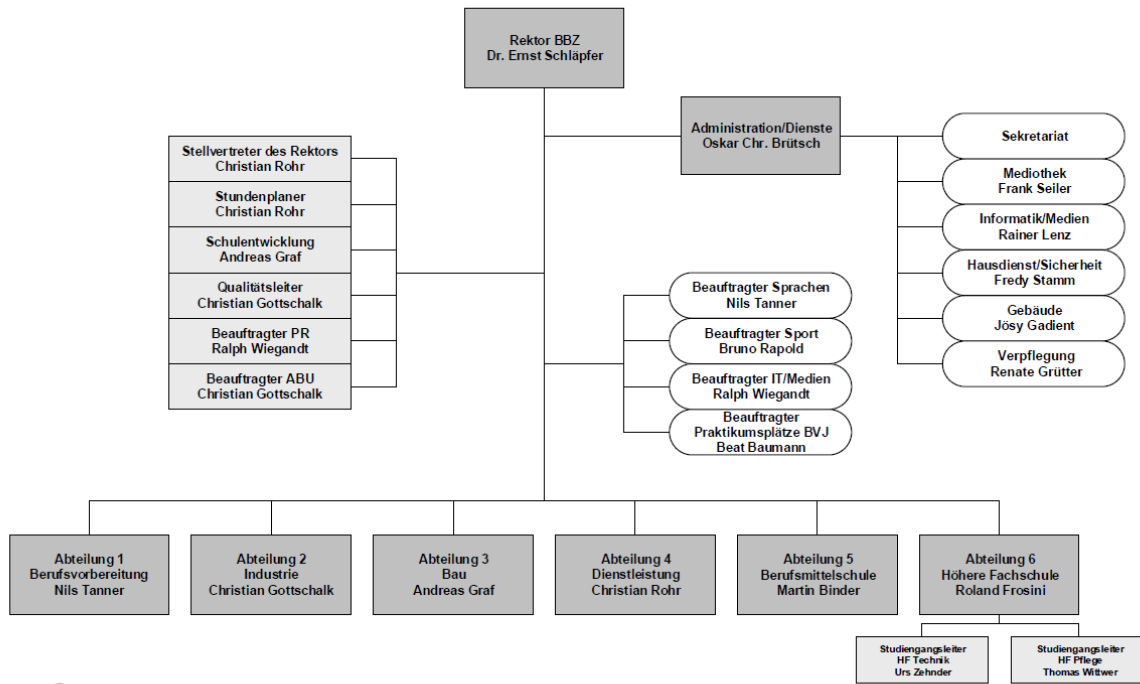 Rektor BBZ
Dr. Ernst Schläpfer
Administration/Dienste
Oskar Chr. Brütsch
Stellvertreter des Rektors
Christian Rohr
Stundenplaner
Christian Rohr
Schulentwicklung
Andreas Graf
Qualitätsleiter
Christian Gottschalk
Beauftragter PR
Ralph Wiegandt
Beauftragter ABU
Christian Gottschalk
Sekretariat
Mediothek
Frank Seiler
Informatik/Medien
Rainer Lenz
Hausdienst/Sicherheit
Fredy Stamm
Gebäude
Jösy Gadient
Verpflegung
Renate Grütter
Beauftragter Sprachen
Nils Tanner
Beauftragter Sport
Bruno Rapold
Beauftragter IT/Medien
Ralph Wiegandt
Beauftragter
Praktikumsplätze BVJ
Beat Baumann
Abteilung 1
Berufsvorbereitung
Nils Tanner
Abteilung 2
Industrie
Christian Gottschalk
Abteilung 3
Bau
Andreas Graf
Abteilung 4
Dienstleistung
Christian Rohr
Abteilung 5
Berufsmittelschule
Martin Binder
Abteilung 6
Höhere Fachschule
Roland Frosini
Studiengangsleiter
HF Technik
Urs Zehnder
Studiengangsleiter
HF Pflege
Thomas Wittwer